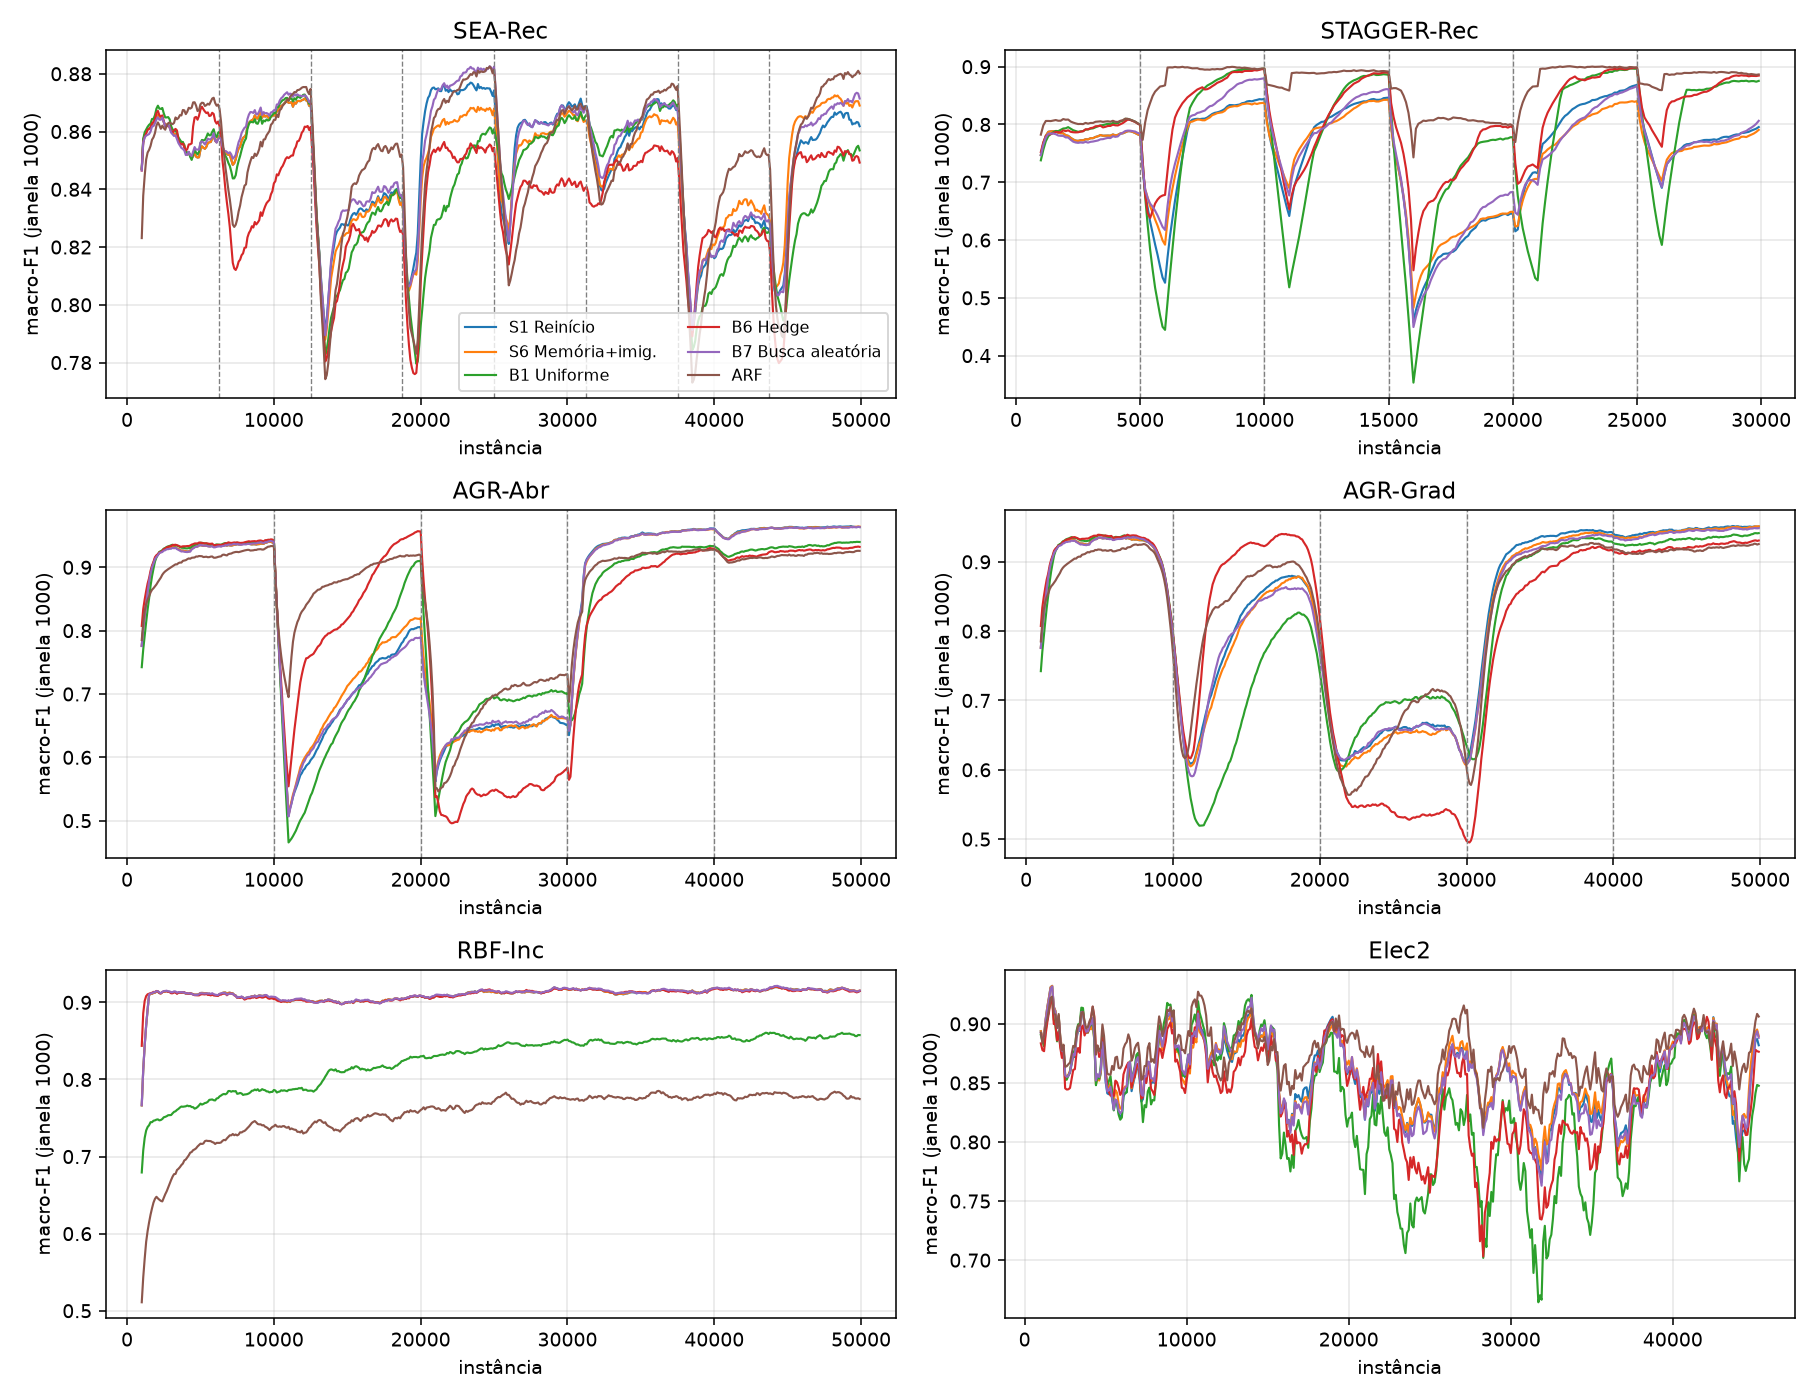 SEA-Rec
macro-F1 (janela 1000)
0.88
0.86
0.84
0.82
0.80
0.78
S1 Reinício
S6 Memória+imig.
B1 Uniforme
B6 Hedge
B7 Busca aleatória
ARF
0 10000 20000 30000 40000 50000
instância
STAGGER-Rec
macro-F1 (janela 1000)
0.9
0.8
0.7
0.6
0.5
0.4
0 5000 10000 15000 20000 25000 30000
instância
AGR-Abr
macro-F1 (janela 1000)
0.9
0.8
0.7
0.6
0.5
0 10000 20000 30000 40000 50000
instância
AGR-Grad
macro-F1 (janela 1000)
0.9
0.8
0.7
0.6
0.5
0 10000 20000 30000 40000 50000
instância
RBF-Inc
macro-F1 (janela 1000)
0.9
0.8
0.7
0.6
0.5
0 10000 20000 30000 40000 50000
instância
Elec2
macro-F1 (janela 1000)
0.90
0.85
0.80
0.75
0.70
0 10000 20000 30000 40000
instância